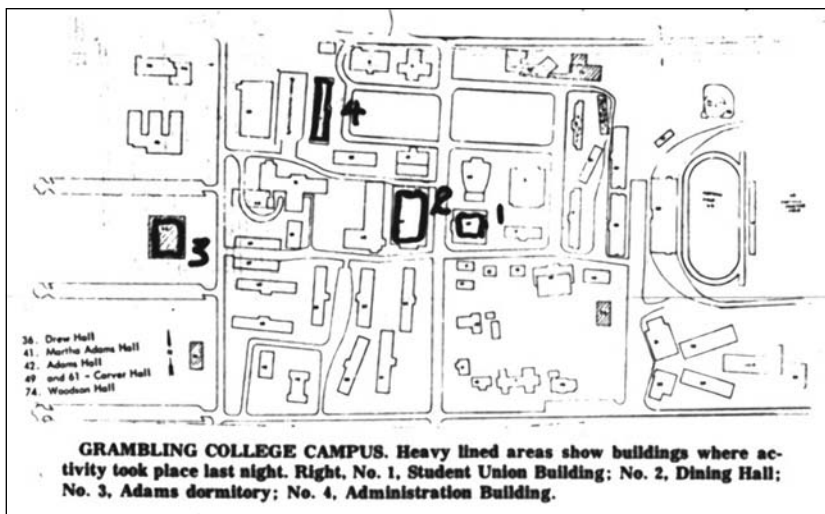 4
2
1
3
36. Drew Hall
41. Martha Adams Hall
42. Adams Hall
49 and 61 - Carver Hall
74. Woodson Hall
GRAMBLING COLLEGE CAMPUS. Heavy lined areas show buildings where ac-
tivity took place last night. Right, No. 1, Student Union Building; No. 2, Dining Hall;
No. 3, Adams dormitory; No. 4, Administration Building.